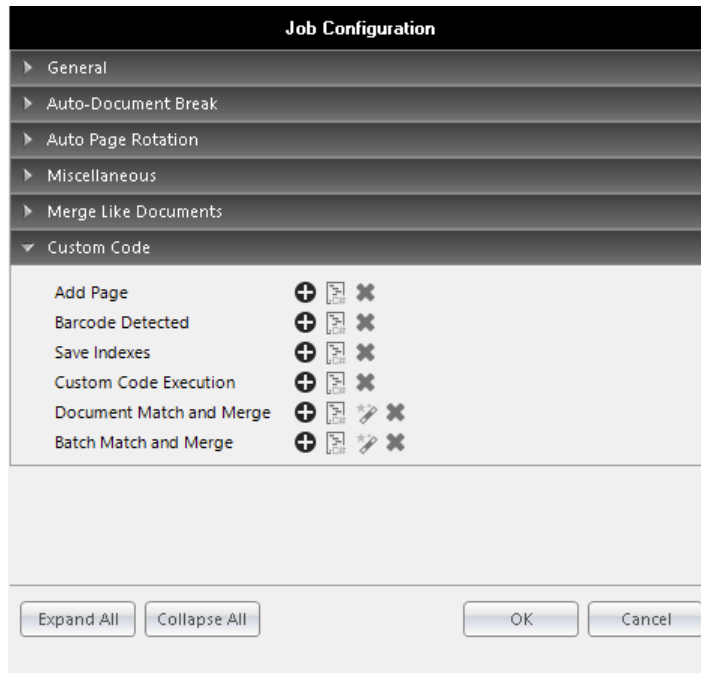 Job Configuration
General
Auto-Document Break
Auto Page Rotation
Miscellaneous
Merge Like Documents
Custom Code
Add Page
Barcode Detected
Save Indexes
Custom Code Execution
Document Match and Merge
Batch Match and Merge
Expand All Collapse All OK Cancel